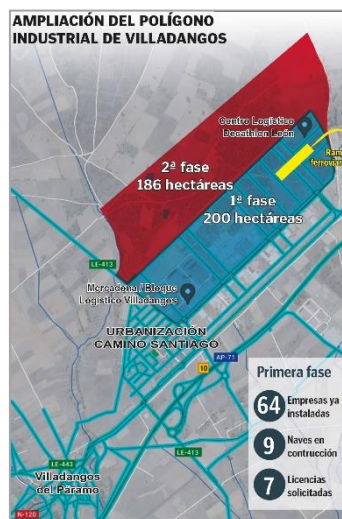 AMPLIACIÓN DEL POLÍGONO
INDUSTRIAL DE VILLADANGOS
Centro Logístico
Decathlon León
ferroviar
2ª fase
186 hectáreas
1ª fase
200 hectáreas
LE-413
Mercadona / Bloque
Logístico Villadangos
URBANIZACIÓN
CAMINO SANTIAGO
AP-71
10
Primera fase
64
Empresas ya
instaladas
9
Naves en
contrucción
7
Licencias
solicitadas
LE-413
LE-443
Villadangos
del Páramo
N-120